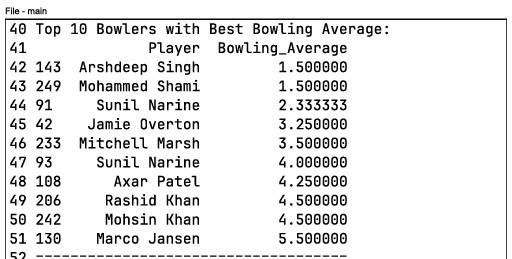 File - main
40 Top 10 Bowlers with Best Bowling Average:
41 Player Bowling_Average
42 143 Arshdeep Singh 1.500000
43 249 Mohammed Shami 1.500000
44 91 Sunil Narine 2.333333
45 42 Jamie Overton 3.250000
46 233 Mitchell Marsh 3.500000
47 93 Sunil Narine 4.000000
48 108 Axar Patel 4.250000
49 206 Rashid Khan 4.500000
50 242 Mohsin Khan 4.500000
51 130 Marco Jansen 5.500000
52 ------------------------------------